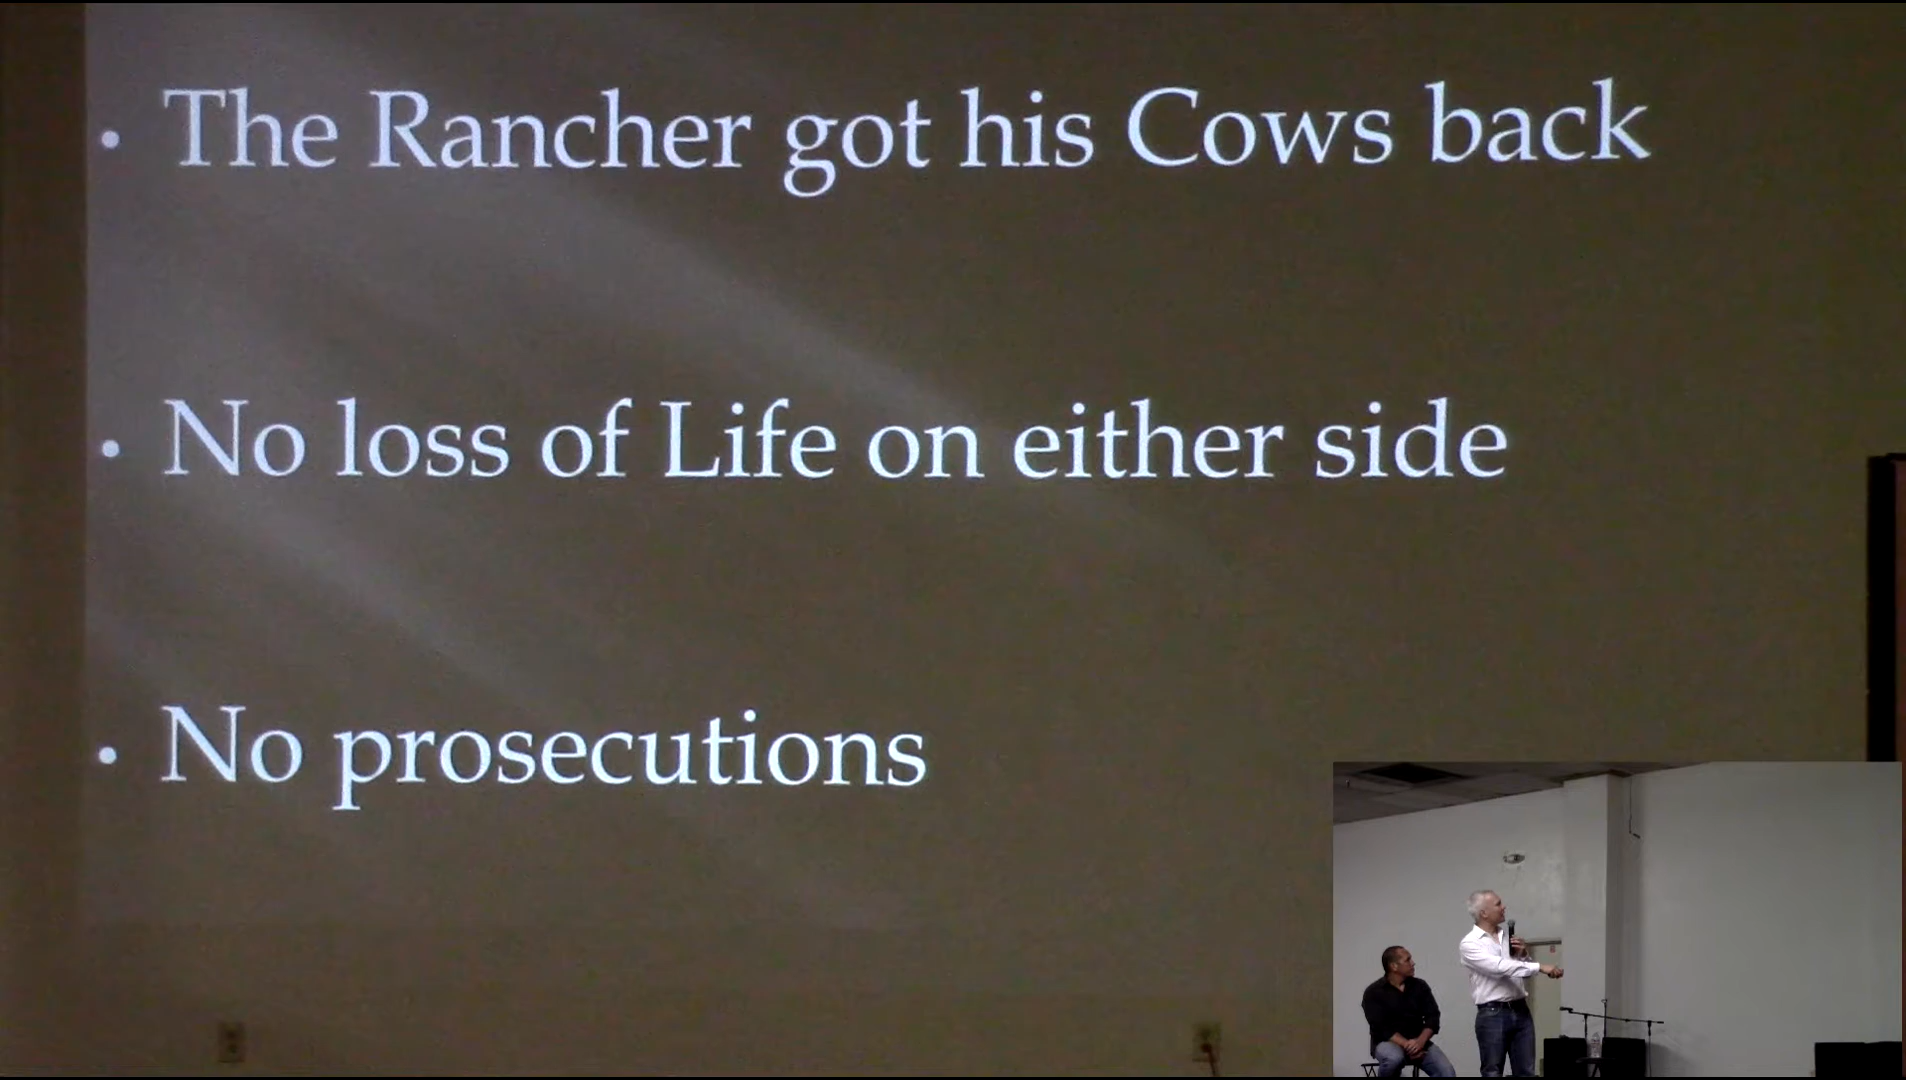 • The Rancher got his Cows back
• No loss of Life on either side
• No prosecutions